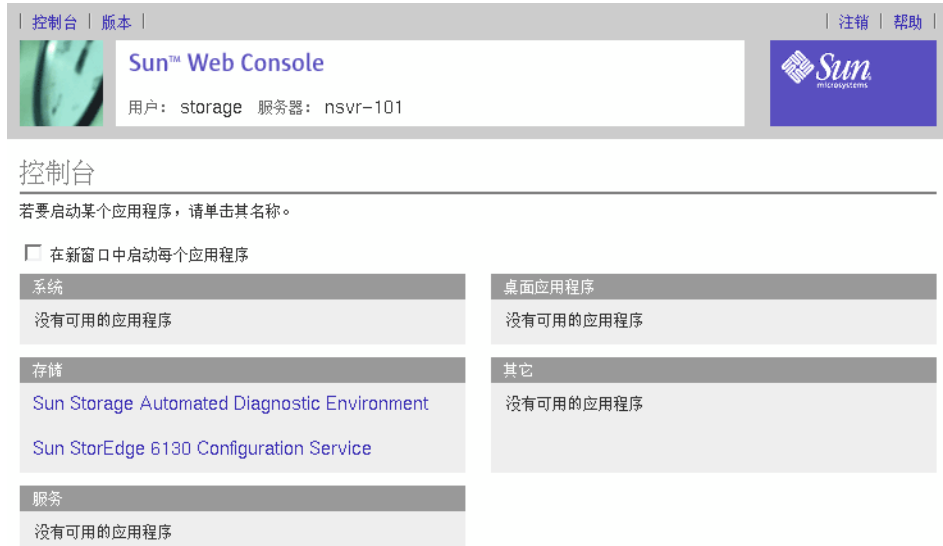 控制台 | 版本 |
注销 | 帮助 |
Sun™ Web Console
用户： storage 服务器： nsvr-101
Sun
microsystems
控制台
若要启动某个应用程序，请单击其名称。
在新窗口中启动每个应用程序
系统
没有可用的应用程序
桌面应用程序
没有可用的应用程序
存储
Sun Storage Automated Diagnostic Environment
Sun StorEdge 6130 Configuration Service
其它
没有可用的应用程序
服务
没有可用的应用程序